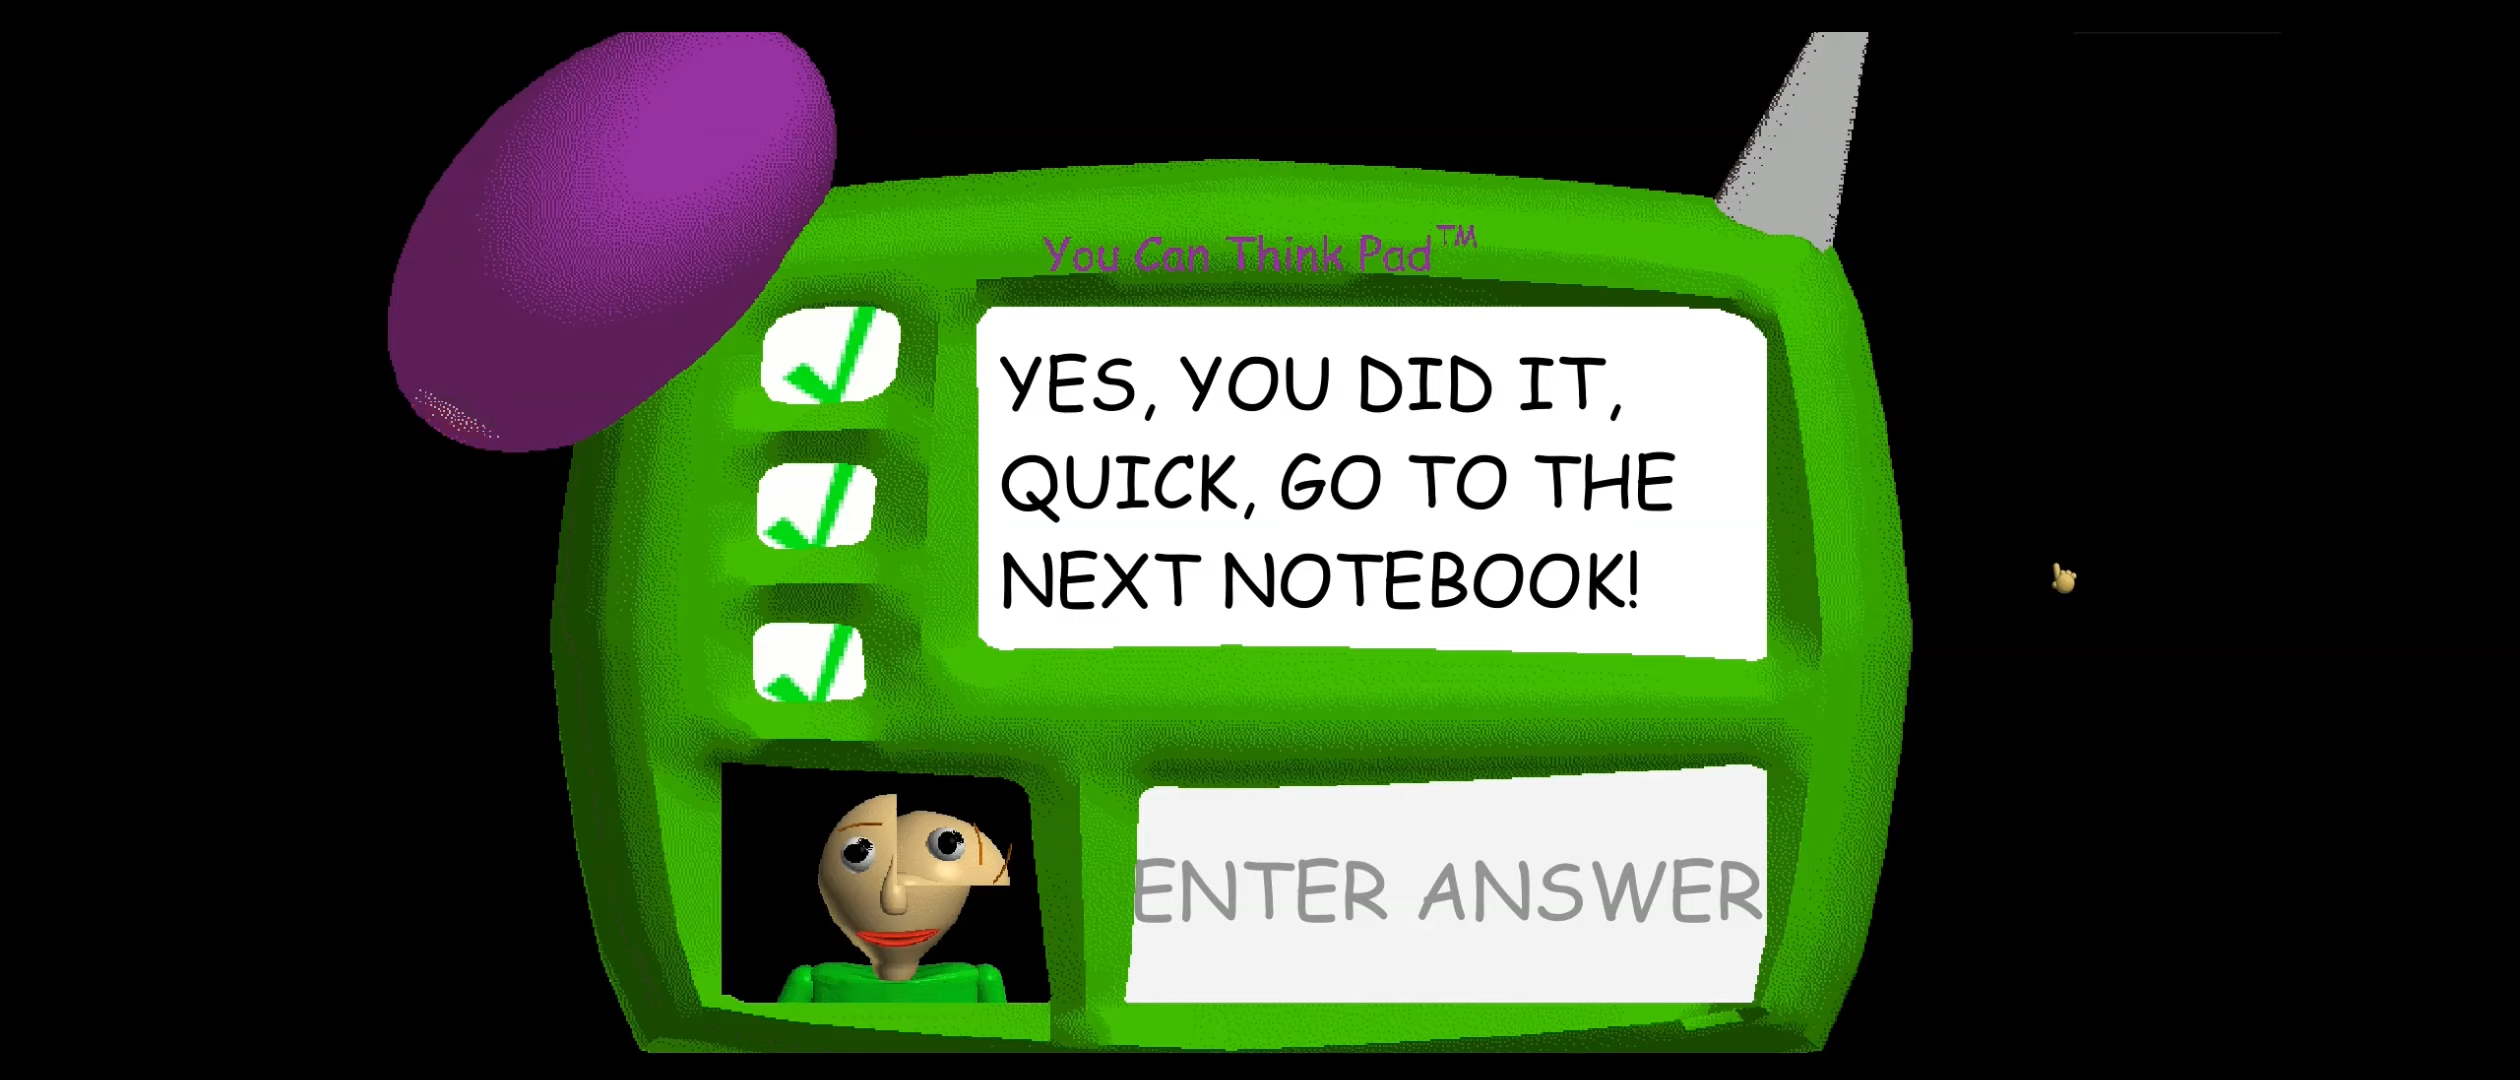 You Can Think Pad™
YES, YOU DID IT,
QUICK, GO TO THE
NEXT NOTEBOOK!
ENTER ANSWER